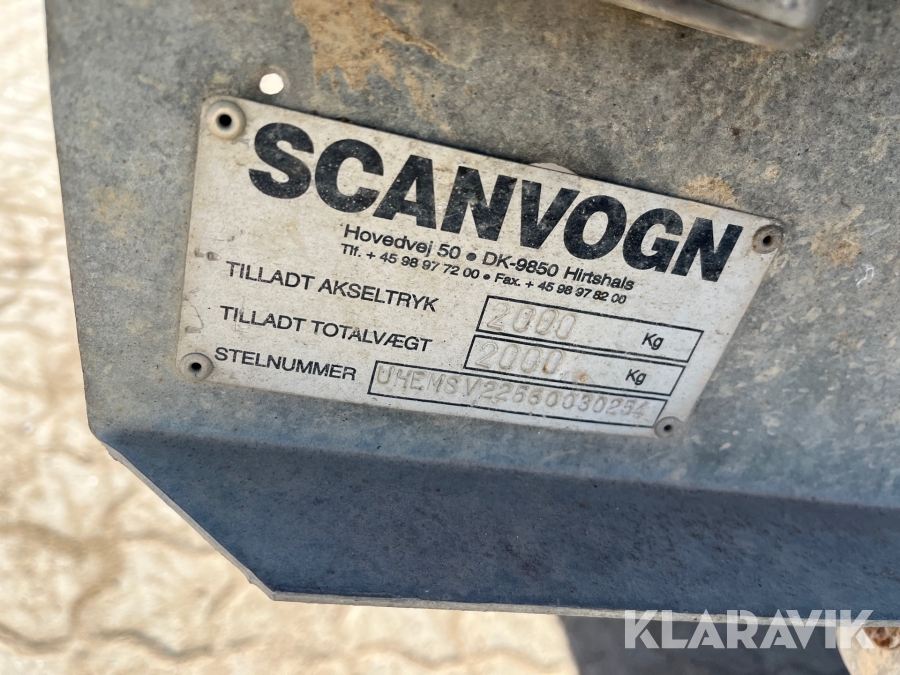 SCANVOGN
Hovedvej 50 • DK-9850 Hirtshals
Tlf. + 45 98 97 72 00 • Fax. + 45 98 97 82 00
TILLADT AKSELTRYK 2000 Kg
TILLADT TOTALVÆGT 2000 Kg
STELNUMMER
KLARAVIK